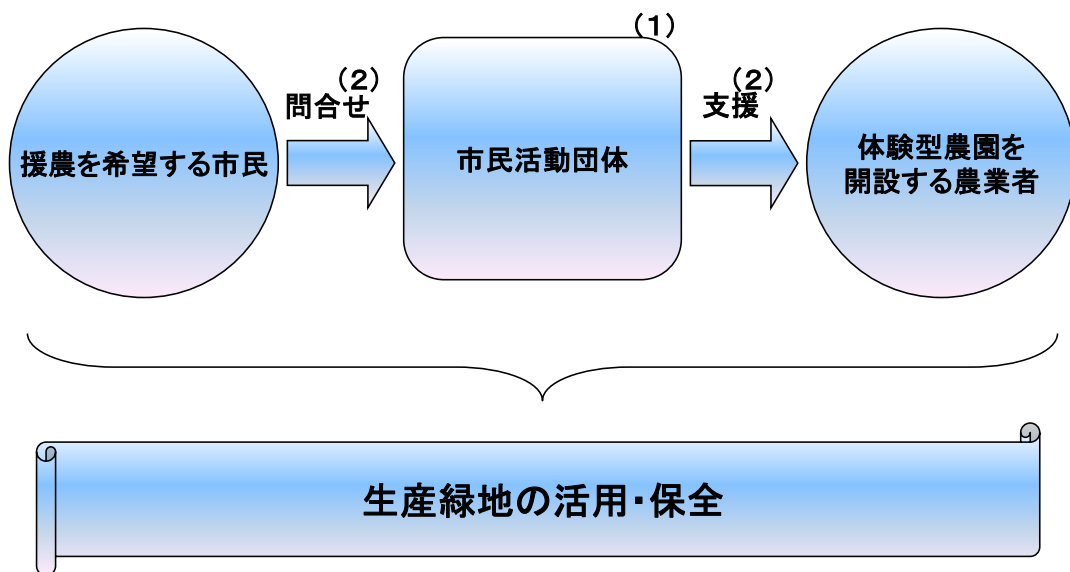 (1)
(2)
(2)
問合せ
支援
援農を希望する市民
市民活動団体
体験型農園を
開設する農業者
生産緑地の活用・保全